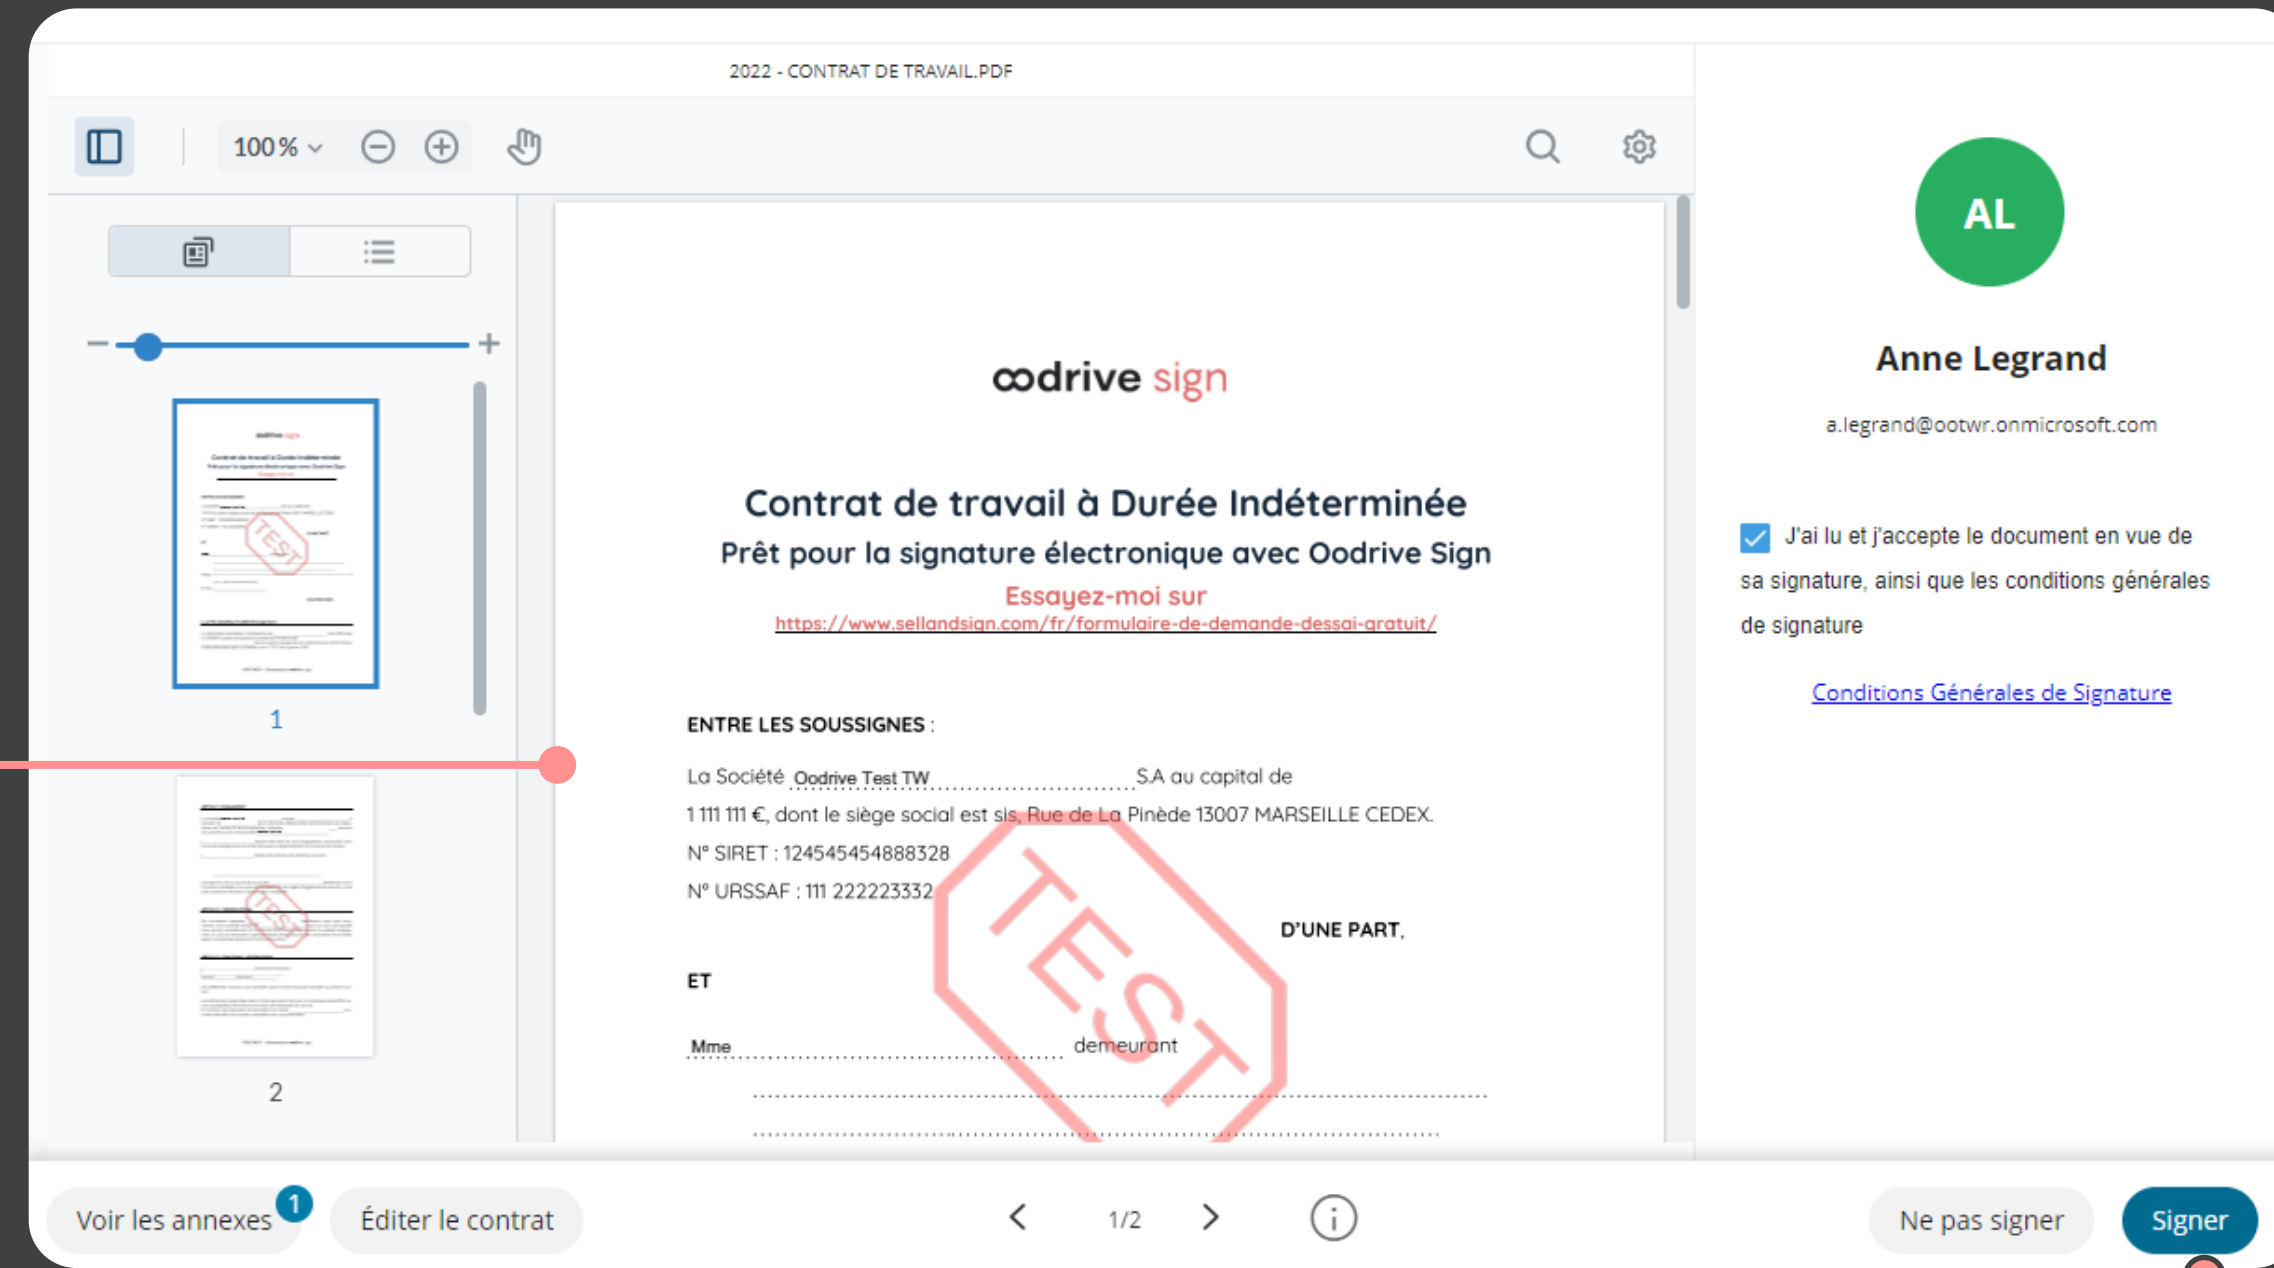 2022 - CONTRAT DE TRAVAIL.PDF
100%
1
2
oodrive sign
Contrat de travail à Durée Indéterminée
Prêt pour la signature électronique avec Oodrive Sign
Essayez-moi sur
https://www.sellandsign.com/fr/formulaire-de-demande-dessai-gratuit/
ENTRE LES SOUSSIGNES :
La Société Oodrive Test TW S.A au capital de
1 111 111 €, dont le siège social est sis, Rue de La Pinède 13007 MARSEILLE CEDEX.
N° SIRET : 124545454888328
N° URSSAF : 111 222223332
D'UNE PART,
ET
Mme demeurant
TEST
AL
Anne Legrand
a.legrand@ootwr.onmicrosoft.com
J'ai lu et j'accepte le document en vue de
sa signature, ainsi que les conditions générales
de signature
Conditions Générales de Signature
Voir les annexes 1
Éditer le contrat
1/2
Ne pas signer
Signer